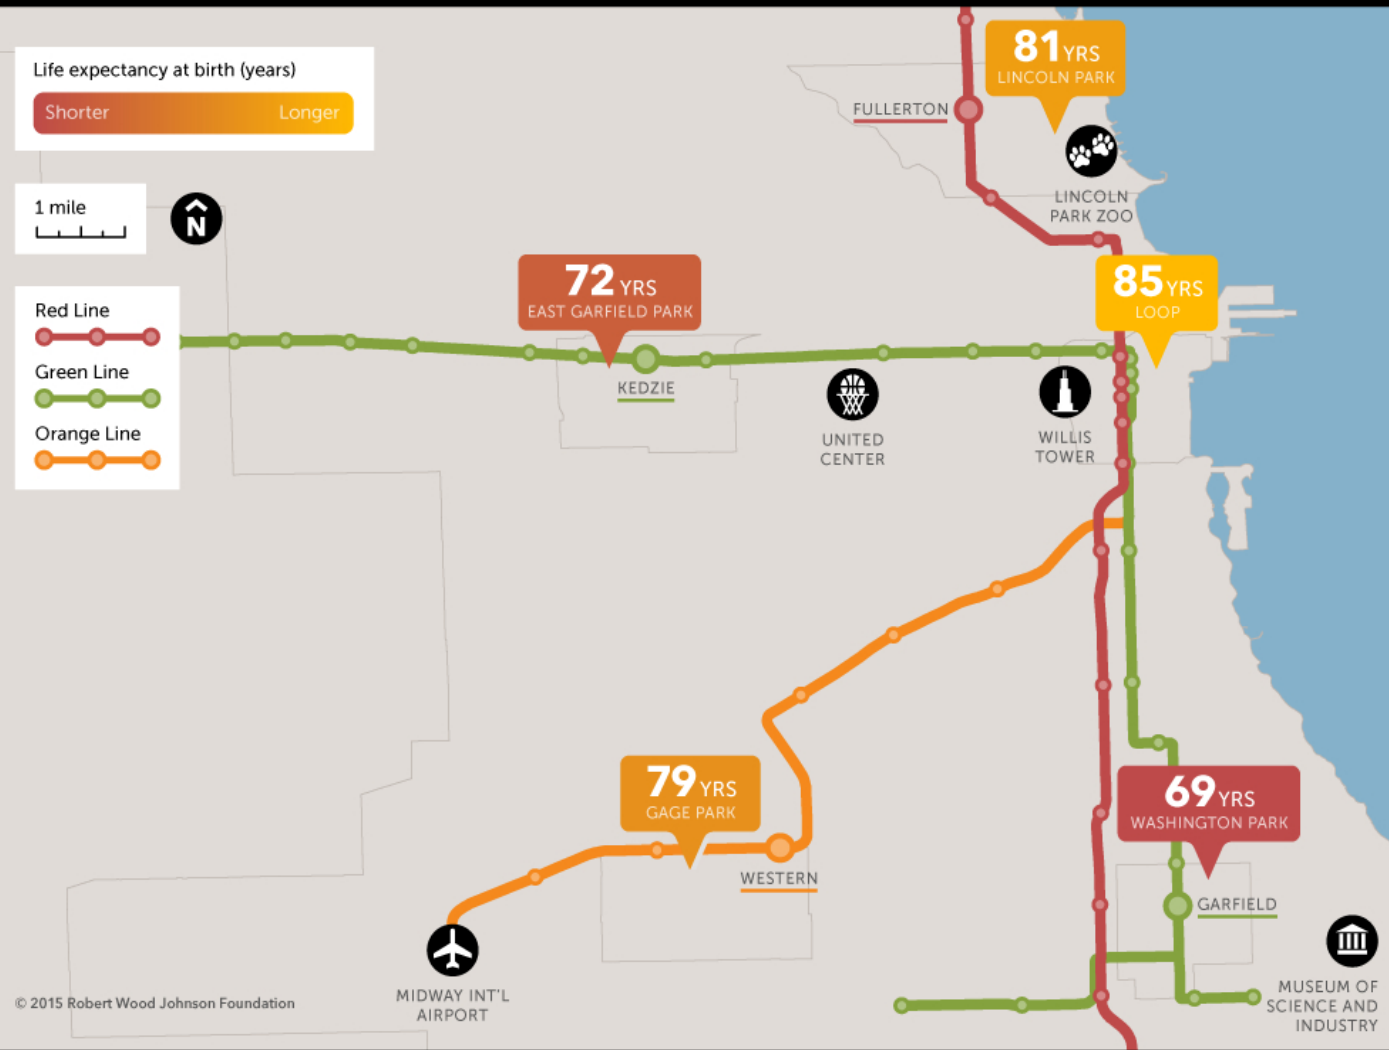 Life expectancy at birth (years)
Shorter
Longer
1 mile
N
Red Line
Green Line
Orange Line
81 YRS
LINCOLN PARK
FULLERTON
LINCOLN
PARK ZOO
72 YRS
EAST GARFIELD PARK
85 YRS
LOOP
KEDZIE
UNITED
CENTER
WILLIS
TOWER
79 YRS
GAGE PARK
WESTERN
69 YRS
WASHINGTON PARK
GARFIELD
MIDWAY INT'L
AIRPORT
MUSEUM OF
SCIENCE AND
INDUSTRY
© 2015 Robert Wood Johnson Foundation